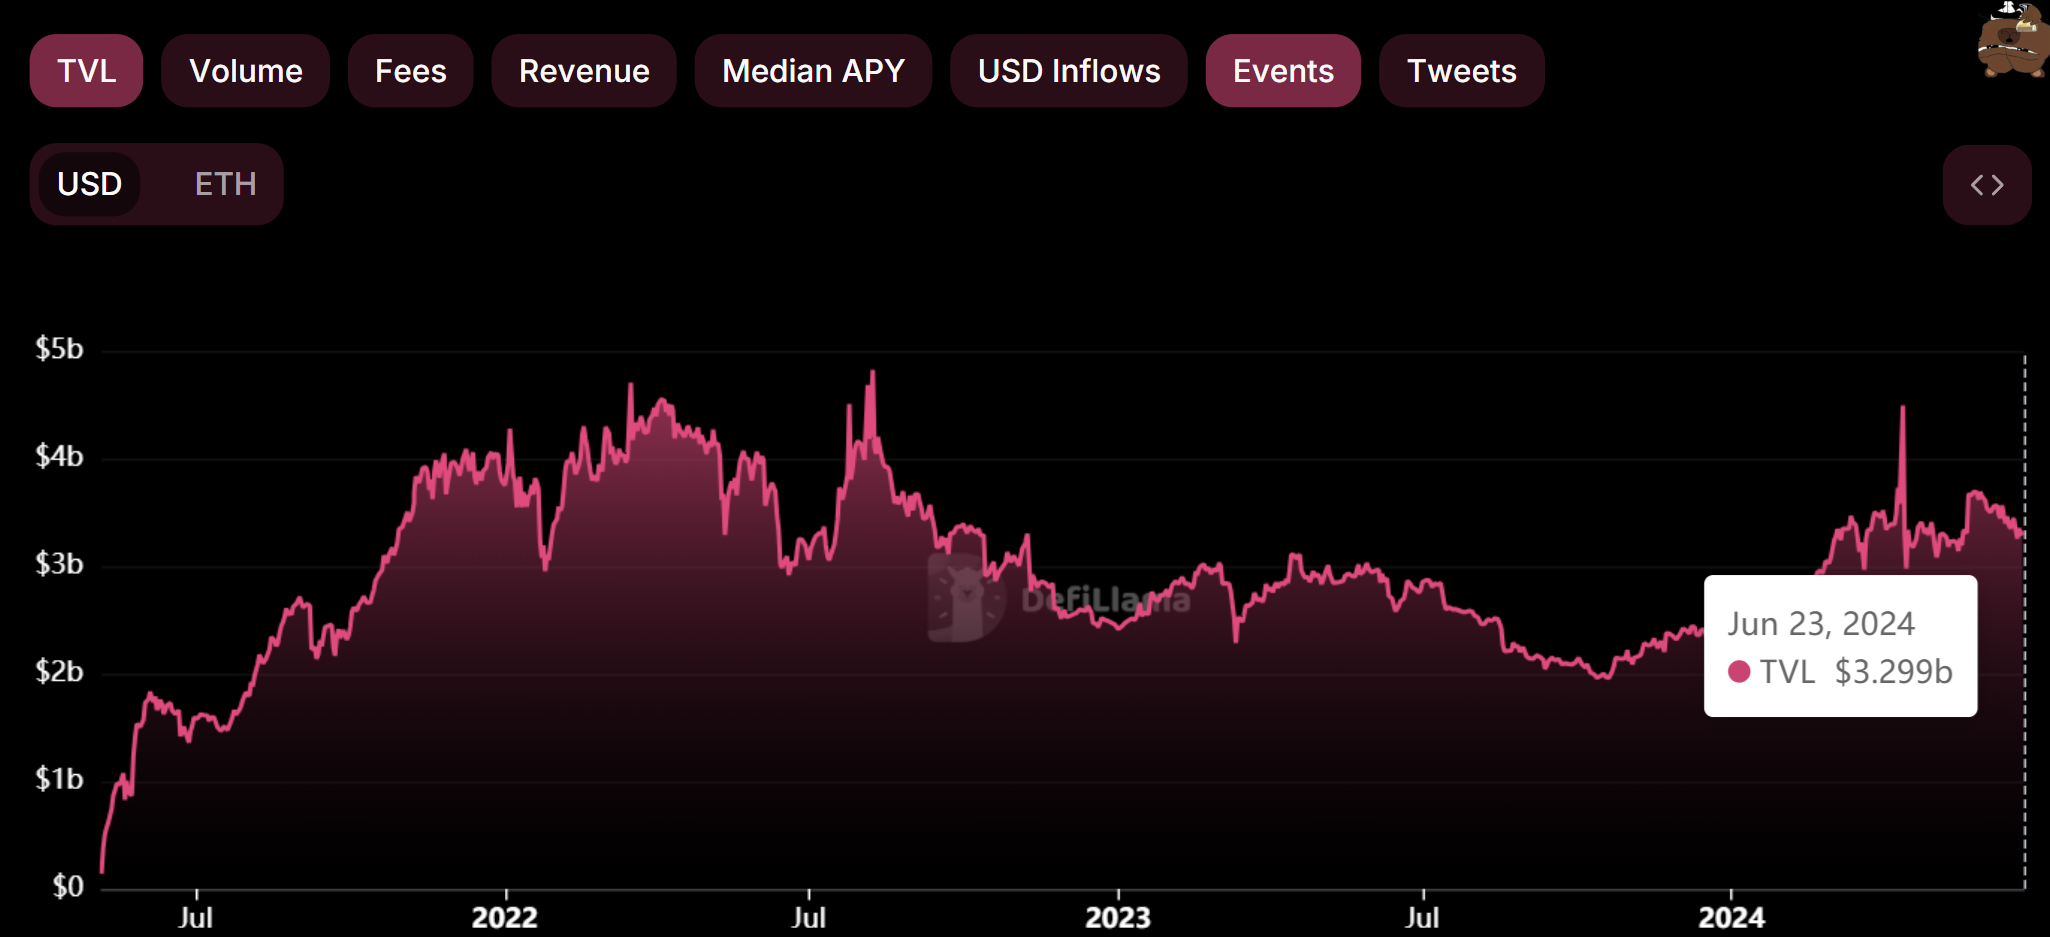 TVL Volume Fees Revenue Median APY USD Inflows Events Tweets
USD ETH
$5b
$4b
$3b
DefiLlama
Jun 23, 2024
TVL $3.299b
$2b
$1b
$0
Jul 2022 Jul 2023 Jul 2024